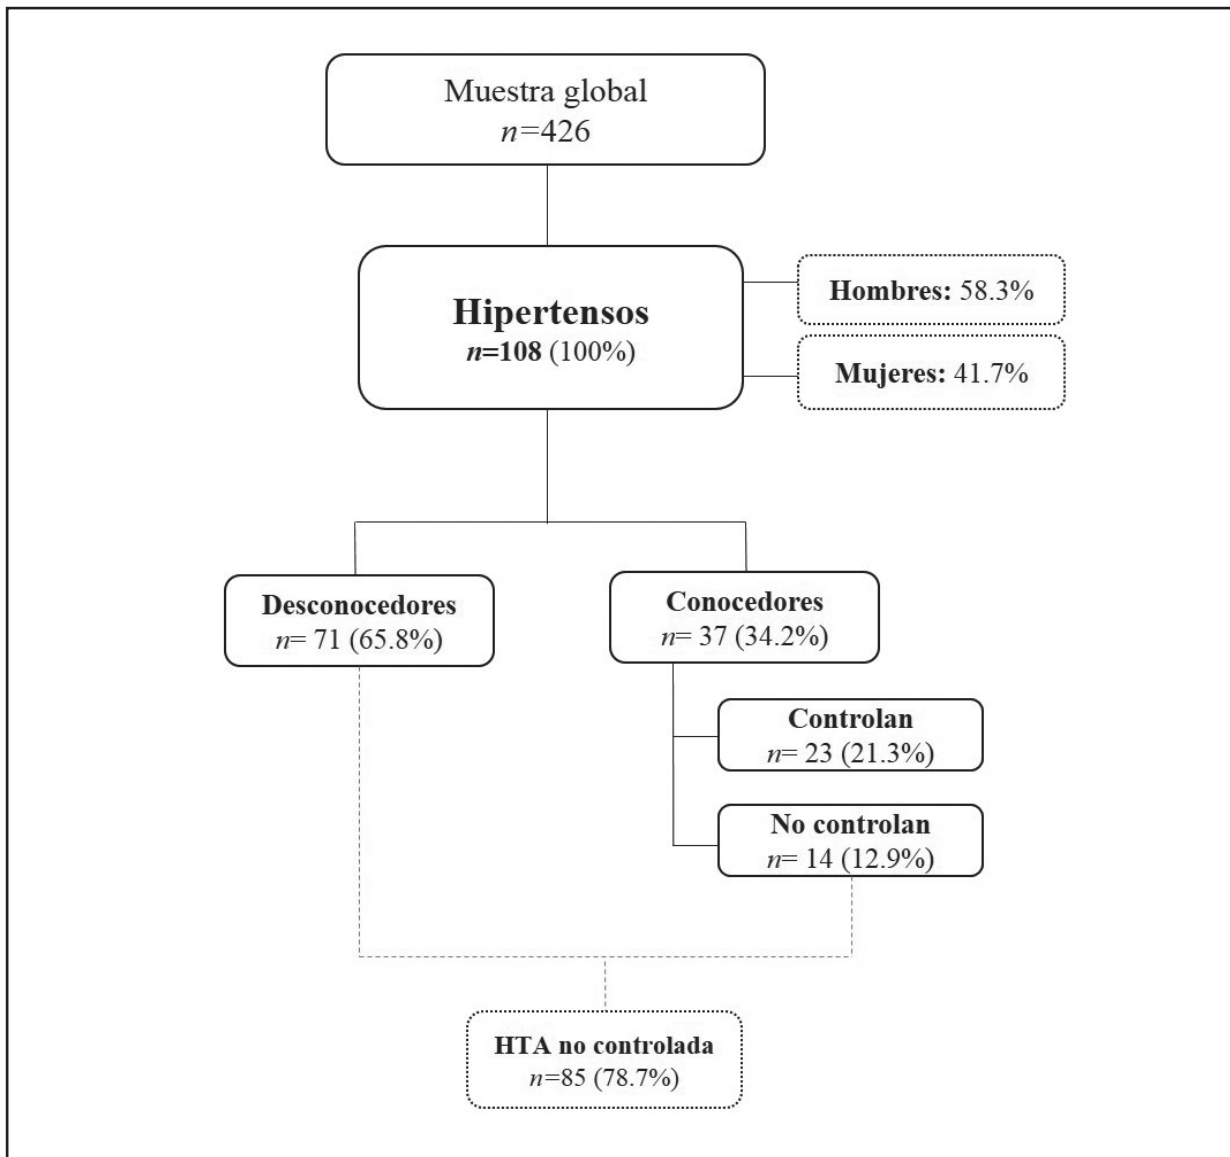 Muestra global
n=426
Hipertensos
n=108 (100%)
Hombres: 58.3%
Mujeres: 41.7%
Desconocedores
n= 71 (65.8%)
Conocedores
n= 37 (34.2%)
Controlan
n= 23 (21.3%)
No controlan
n= 14 (12.9%)
HTA no controlada
n=85 (78.7%)